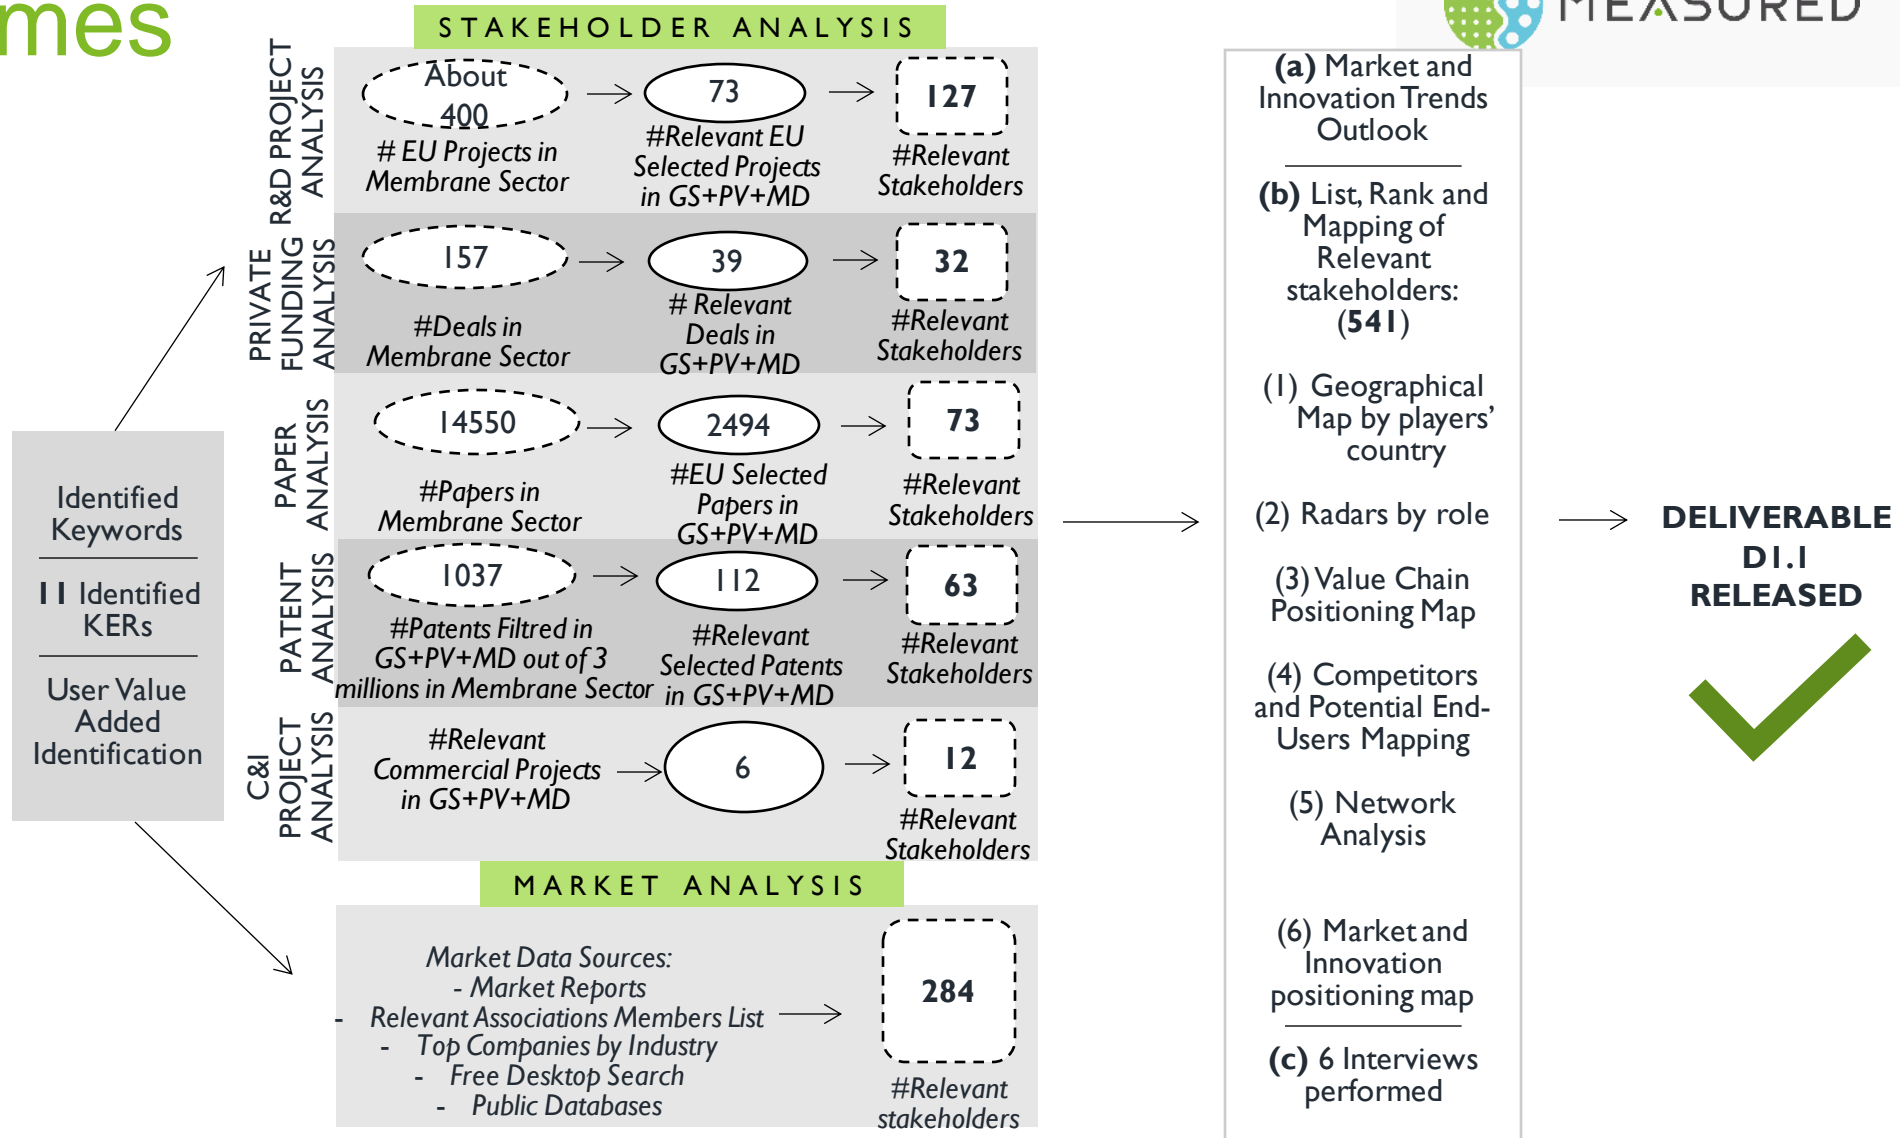 mes
MEASURED
STAKEHOLDER ANALYSIS
R&D PROJECT
ANALYSIS
About
400
# EU Projects in
Membrane Sector
73
#Relevant EU
Selected Projects
in GS+PV+MD
127
#Relevant
Stakeholders
PRIVATE
FUNDING
ANALYSIS
157
#Deals in
Membrane Sector
39
# Relevant
Deals in
GS+PV+MD
32
#Relevant
Stakeholders
PAPER
ANALYSIS
14550
#Papers in
Membrane Sector
2494
#EU Selected
Papers in
GS+PV+MD
73
#Relevant
Stakeholders
PATENT
ANALYSIS
1037
#Patents Filtred in
GS+PV+MD out of 3
millions in Membrane Sector
112
#Relevant
Selected Patents
in GS+PV+MD
63
#Relevant
Stakeholders
C&I
PROJECT
ANALYSIS
#Relevant
Commercial Projects
in GS+PV+MD
6
12
#Relevant
Stakeholders
Identified
Keywords
11 Identified
KERs
User Value
Added
Identification
MARKET ANALYSIS
Market Data Sources:
- Market Reports
- Relevant Associations Members List
- Top Companies by Industry
- Free Desktop Search
- Public Databases
284
#Relevant
stakeholders
(a) Market and
Innovation Trends
Outlook
(b) List, Rank and
Mapping of
Relevant
stakeholders:
(541)
(1) Geographical
Map by players’
country
(2) Radars by role
(3) Value Chain
Positioning Map
(4) Competitors
and Potential End-
Users Mapping
(5) Network
Analysis
(6) Market and
Innovation
positioning map
(c) 6 Interviews
performed
DELIVERABLE
D1.1
RELEASED